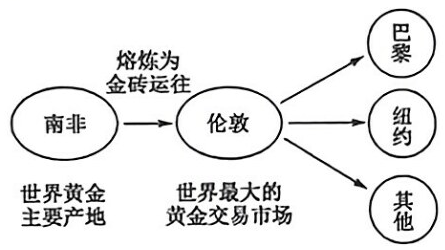 熔炼为
金砖运往
南非
伦敦
巴
黎
纽
约
其
他
世界黄金
主要产地
世界最大的
黄金交易市场